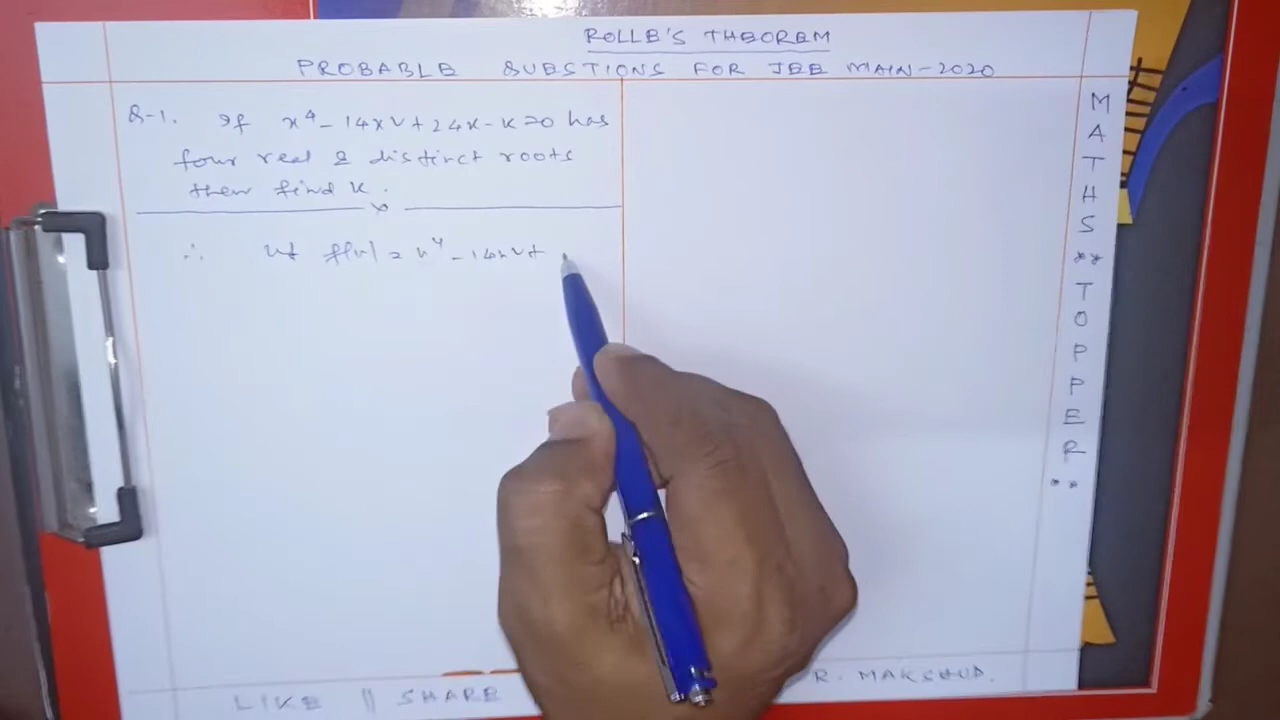 ROLLE'S THEOREM
PROBABLE QUESTIONS FOR JEE MAIN-2020
Q-1. If x⁴ - 14x² + 24x - k = 0 has
four real & distinct roots
then find k.
∴ Let f(x) = x⁴ - 14x² +
MATHS ** TOPPER **
LIKE || SHARE
R. MAKSHUD.